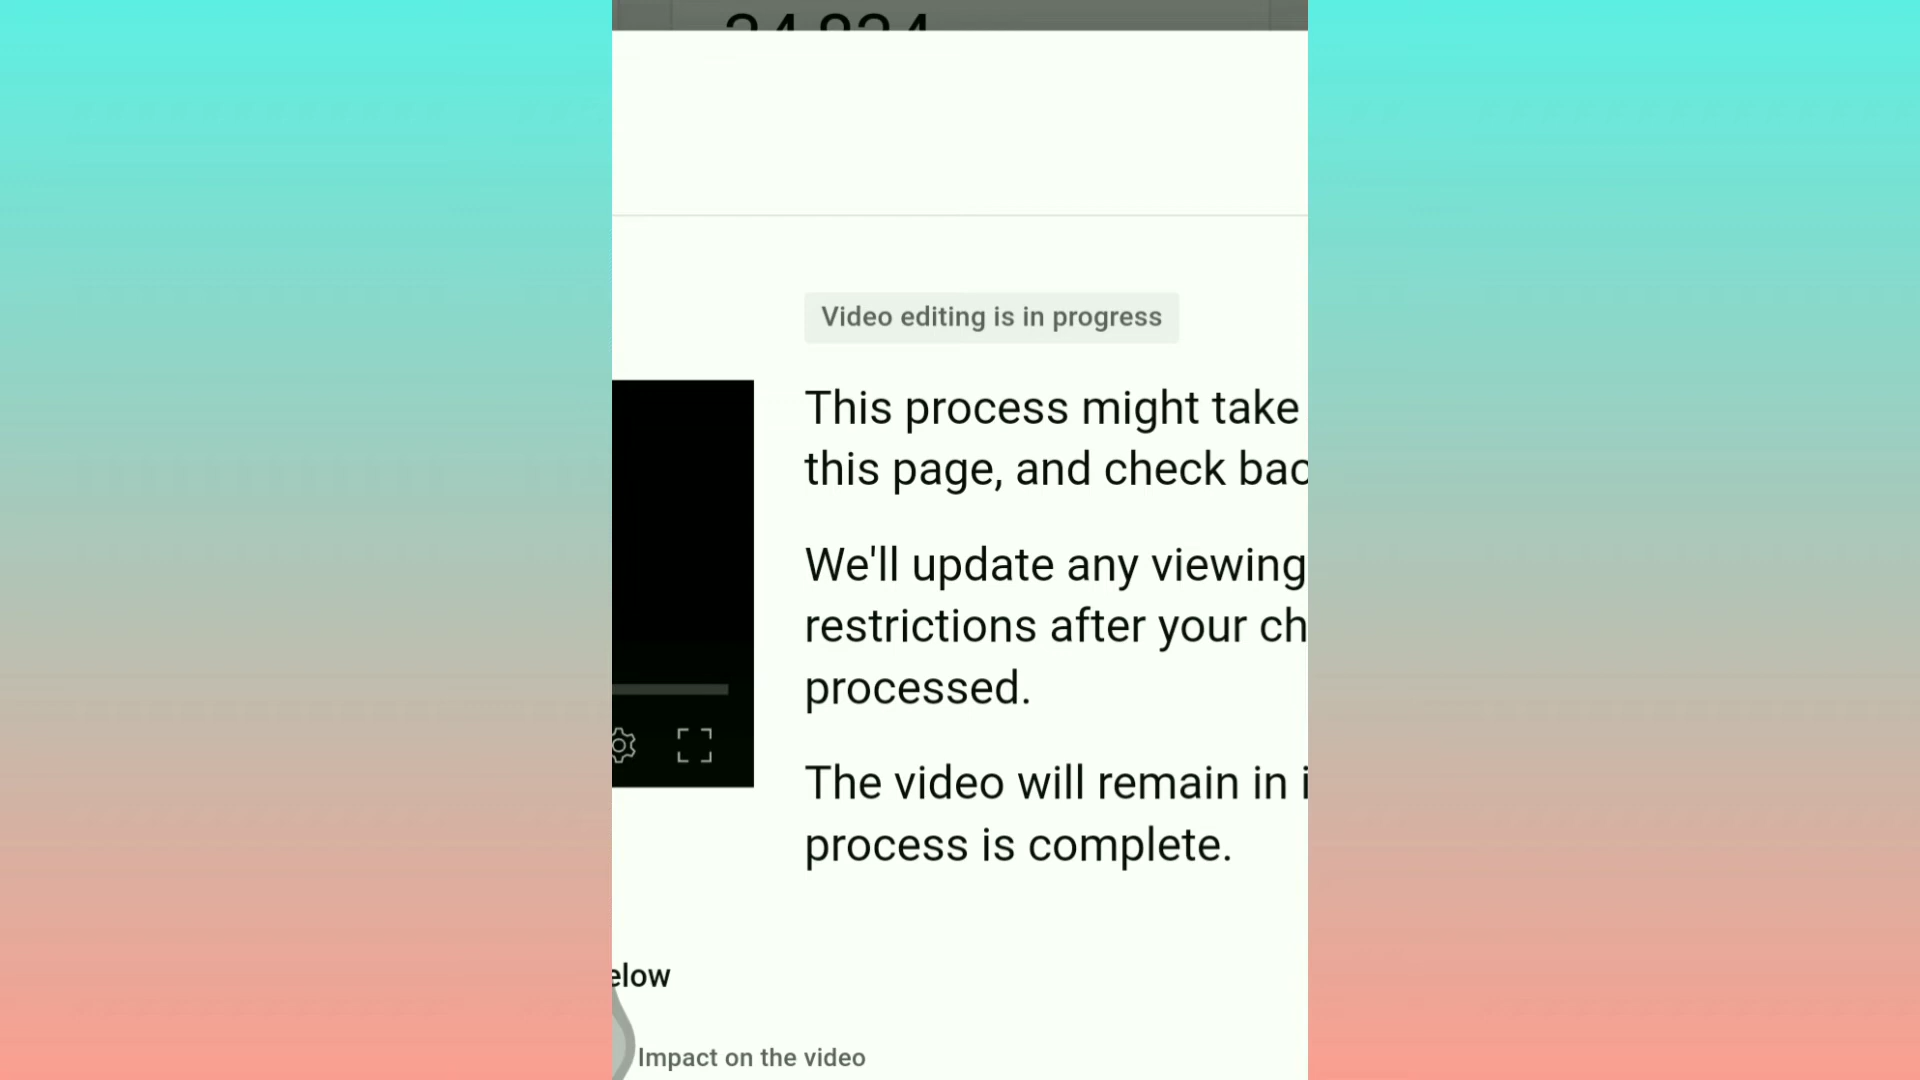 Video editing is in progress
This process might take
this page, and check bac
We'll update any viewing
restrictions after your ch
processed.
The video will remain in i
process is complete.
elow
Impact on the video